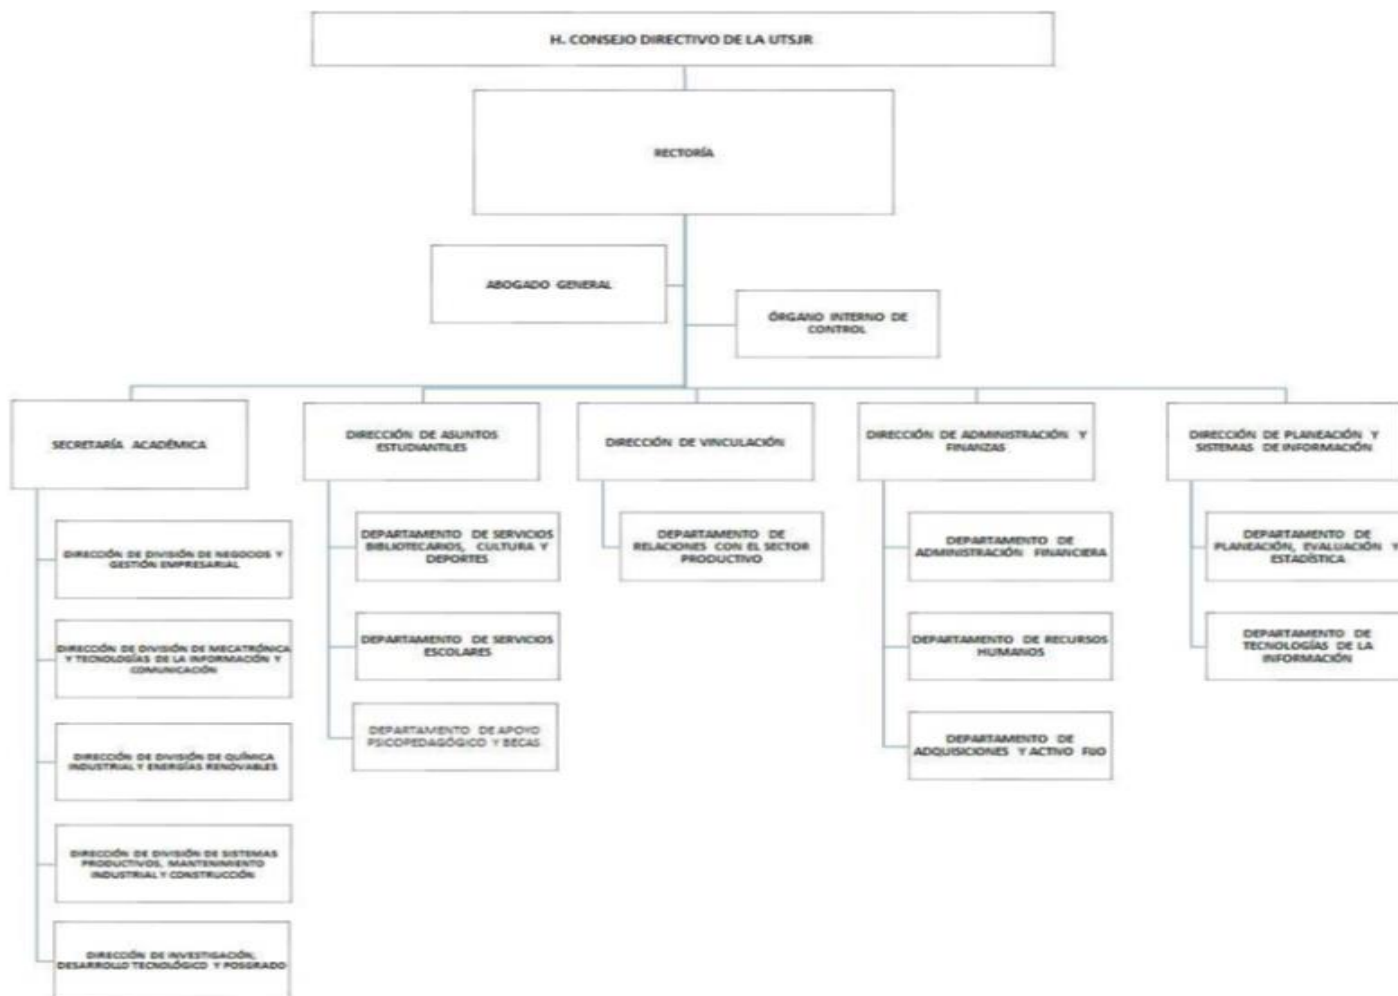 H. CONSEJO DIRECTIVO DE LA UTSJR
RECTORÍA
ABOGADO GENERAL
ÓRGANO INTERNO DE
CONTROL
SECRETARÍA ACADÉMICA
DIRECCIÓN DE DIVISIÓN DE NEGOCIOS Y
GESTIÓN EMPRESARIAL
DIRECCIÓN DE DIVISIÓN DE MECATRÓNICA
Y TECNOLOGÍAS DE LA INFORMACIÓN Y
COMUNICACIÓN
DIRECCIÓN DE DIVISIÓN DE QUÍMICA
INDUSTRIAL Y ENERGÍAS RENOVABLES
DIRECCIÓN DE DIVISIÓN DE SISTEMAS
PRODUCTIVOS, MANTENIMIENTO
INDUSTRIAL Y CONSTRUCCIÓN
DIRECCIÓN DE INVESTIGACIÓN,
DESARROLLO TECNOLÓGICO Y POSGRADO
DIRECCIÓN DE ASUNTOS
ESTUDIANTILES
DEPARTAMENTO DE SERVICIOS
BIBLIOTECARIOS, CULTURA Y
DEPORTES
DEPARTAMENTO DE SERVICIOS
ESCOLARES
DEPARTAMENTO DE APOYO
PSICOPEDAGÓGICO Y BECAS
DIRECCIÓN DE VINCULACIÓN
DEPARTAMENTO DE
RELACIONES CON EL SECTOR
PRODUCTIVO
DIRECCIÓN DE ADMINISTRACIÓN Y
FINANZAS
DEPARTAMENTO DE
ADMINISTRACIÓN FINANCIERA
DEPARTAMENTO DE RECURSOS
HUMANOS
DEPARTAMENTO DE
ADQUISICIONES Y ACTIVO FIJO
DIRECCIÓN DE PLANEACIÓN Y
SISTEMAS DE INFORMACIÓN
DEPARTAMENTO DE
PLANEACIÓN, EVALUACIÓN Y
ESTADÍSTICA
DEPARTAMENTO DE
TECNOLOGÍAS DE LA
INFORMACIÓN